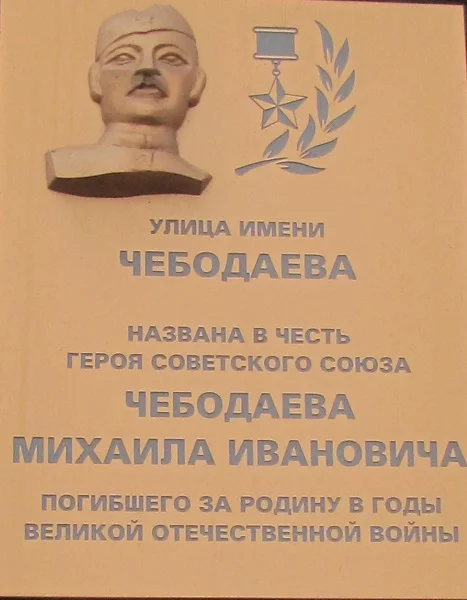 УЛИЦА ИМЕНИ
ЧЕБОДАЕВА
НАЗВАНА В ЧЕСТЬ
ГЕРОЯ СОВЕТСКОГО СОЮЗА
ЧЕБОДАЕВА
МИХАИЛА ИВАНОВИЧА
ПОГИБШЕГО ЗА РОДИНУ В ГОДЫ
ВЕЛИКОЙ ОТЕЧЕСТВЕННОЙ ВОЙНЫ